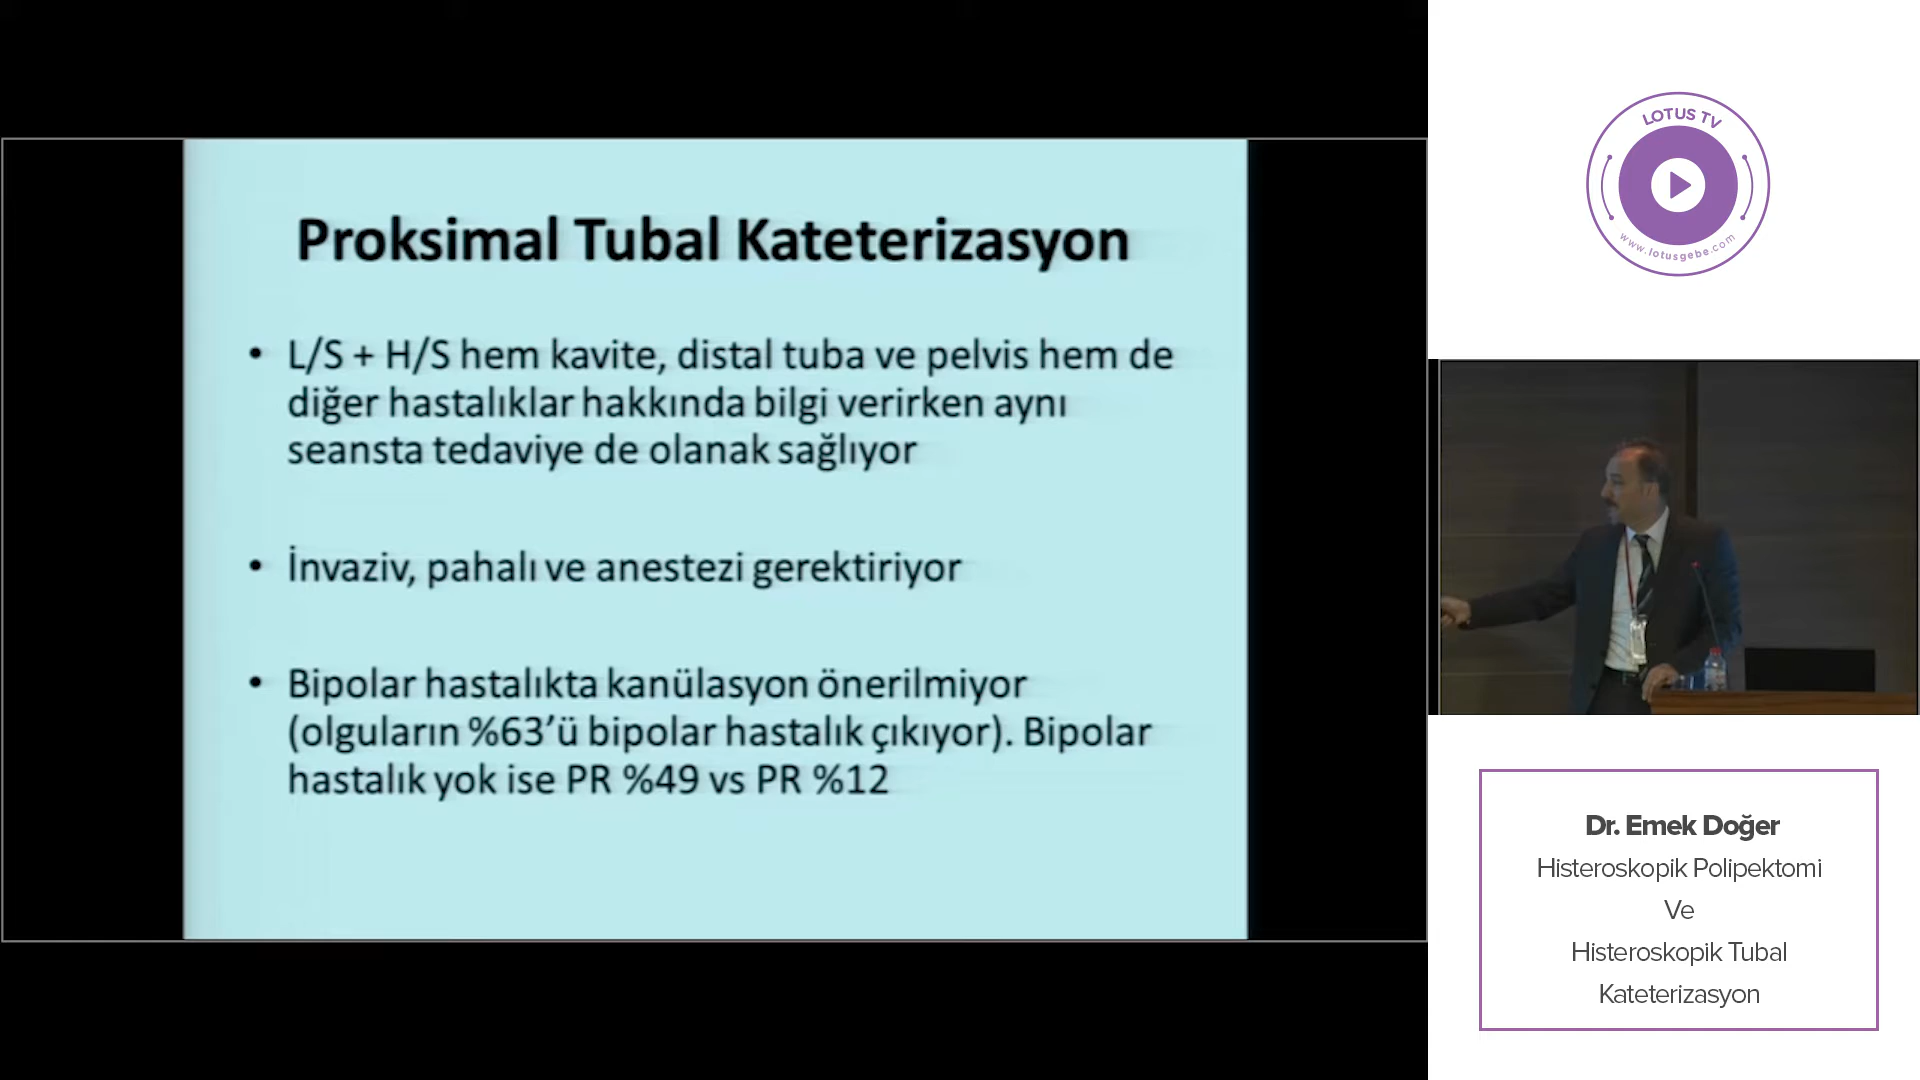 Proksimal Tubal Kateterizasyon
• L/S + H/S hem kavite, distal tuba ve pelvis hem de
diğer hastalıklar hakkında bilgi verirken aynı
seansta tedaviye de olanak sağlıyor
• İnvaziv, pahalı ve anestezi gerektiriyor
• Bipolar hastalıkta kanülasyon önerilmiyor
(olguların %63’ü bipolar hastalık çıkıyor). Bipolar
hastalık yok ise PR %49 vs PR %12
LOTUS TV
www.lotusgebe.com
Dr. Emek Doğer
Histeroskopik Polipektomi
Ve
Histeroskopik Tubal
Kateterizasyon